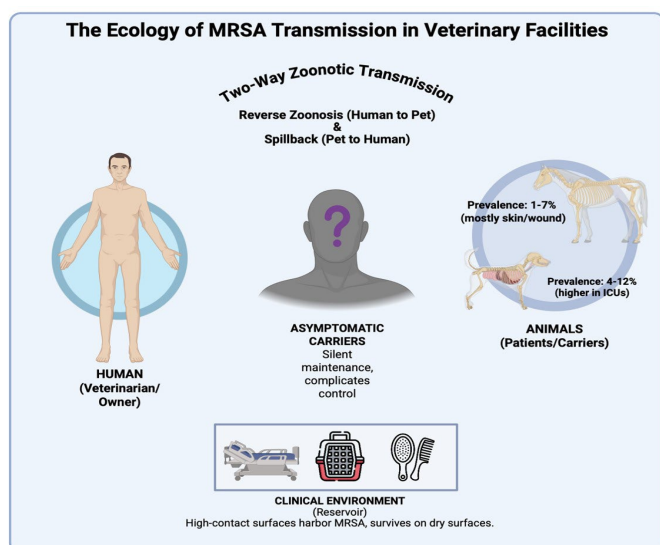 The Ecology of MRSA Transmission in Veterinary Facilities
Two-Way Zoonotic Transmission
Reverse Zoonosis (Human to Pet)
&
Spillback (Pet to Human)
?
Prevalence: 1-7%
(mostly skin/wound)
Prevalence: 4-12%
(higher in ICUs)
HUMAN
(Veterinarian/
Owner)
ASYMPTOMATIC
CARRIERS
Silent
maintenance,
complicates
control
ANIMALS
(Patients/Carriers)
CLINICAL ENVIRONMENT
(Reservoir)
High-contact surfaces harbor MRSA, survives on dry surfaces.